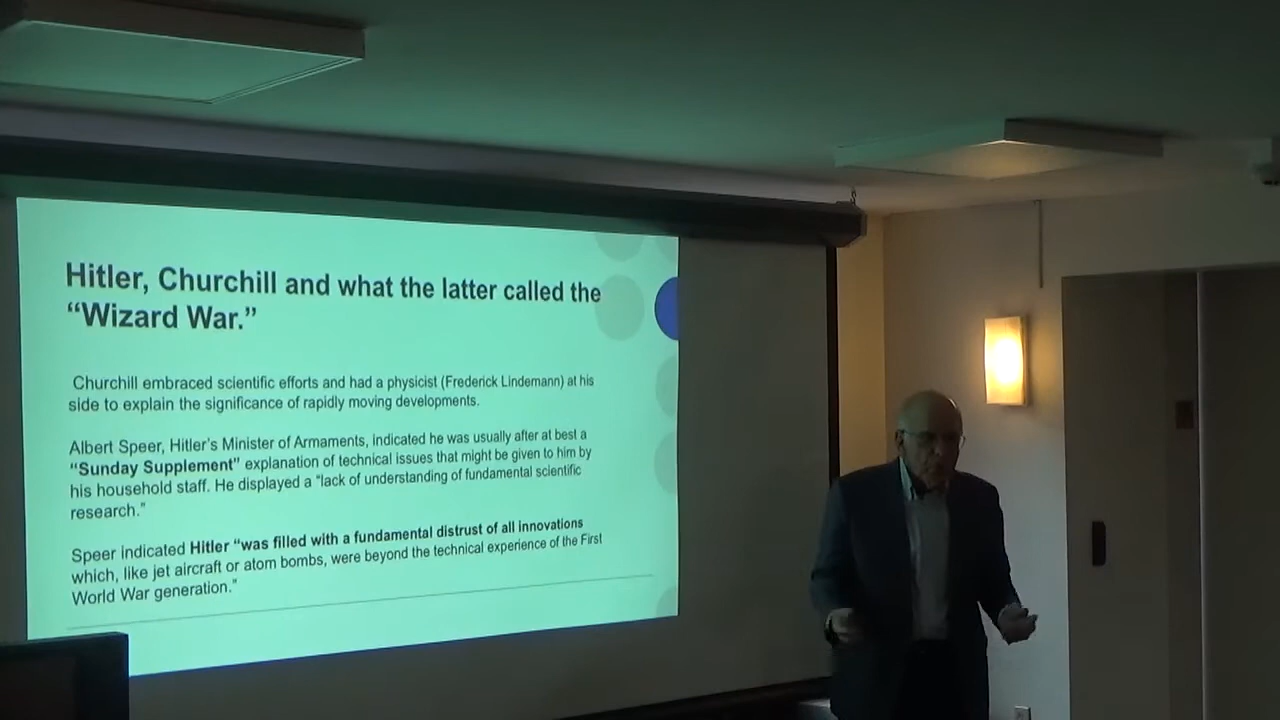 Hitler, Churchill and what the latter called the
“Wizard War.”
Churchill embraced scientific efforts and had a physicist (Frederick Lindemann) at his
side to explain the significance of rapidly moving developments.
Albert Speer, Hitler’s Minister of Armaments, indicated he was usually after at best a
“Sunday Supplement” explanation of technical issues that might be given to him by
his household staff. He displayed a “lack of understanding of fundamental scientific
research.”
Speer indicated Hitler “was filled with a fundamental distrust of all innovations
which, like jet aircraft or atom bombs, were beyond the technical experience of the First
World War generation.”